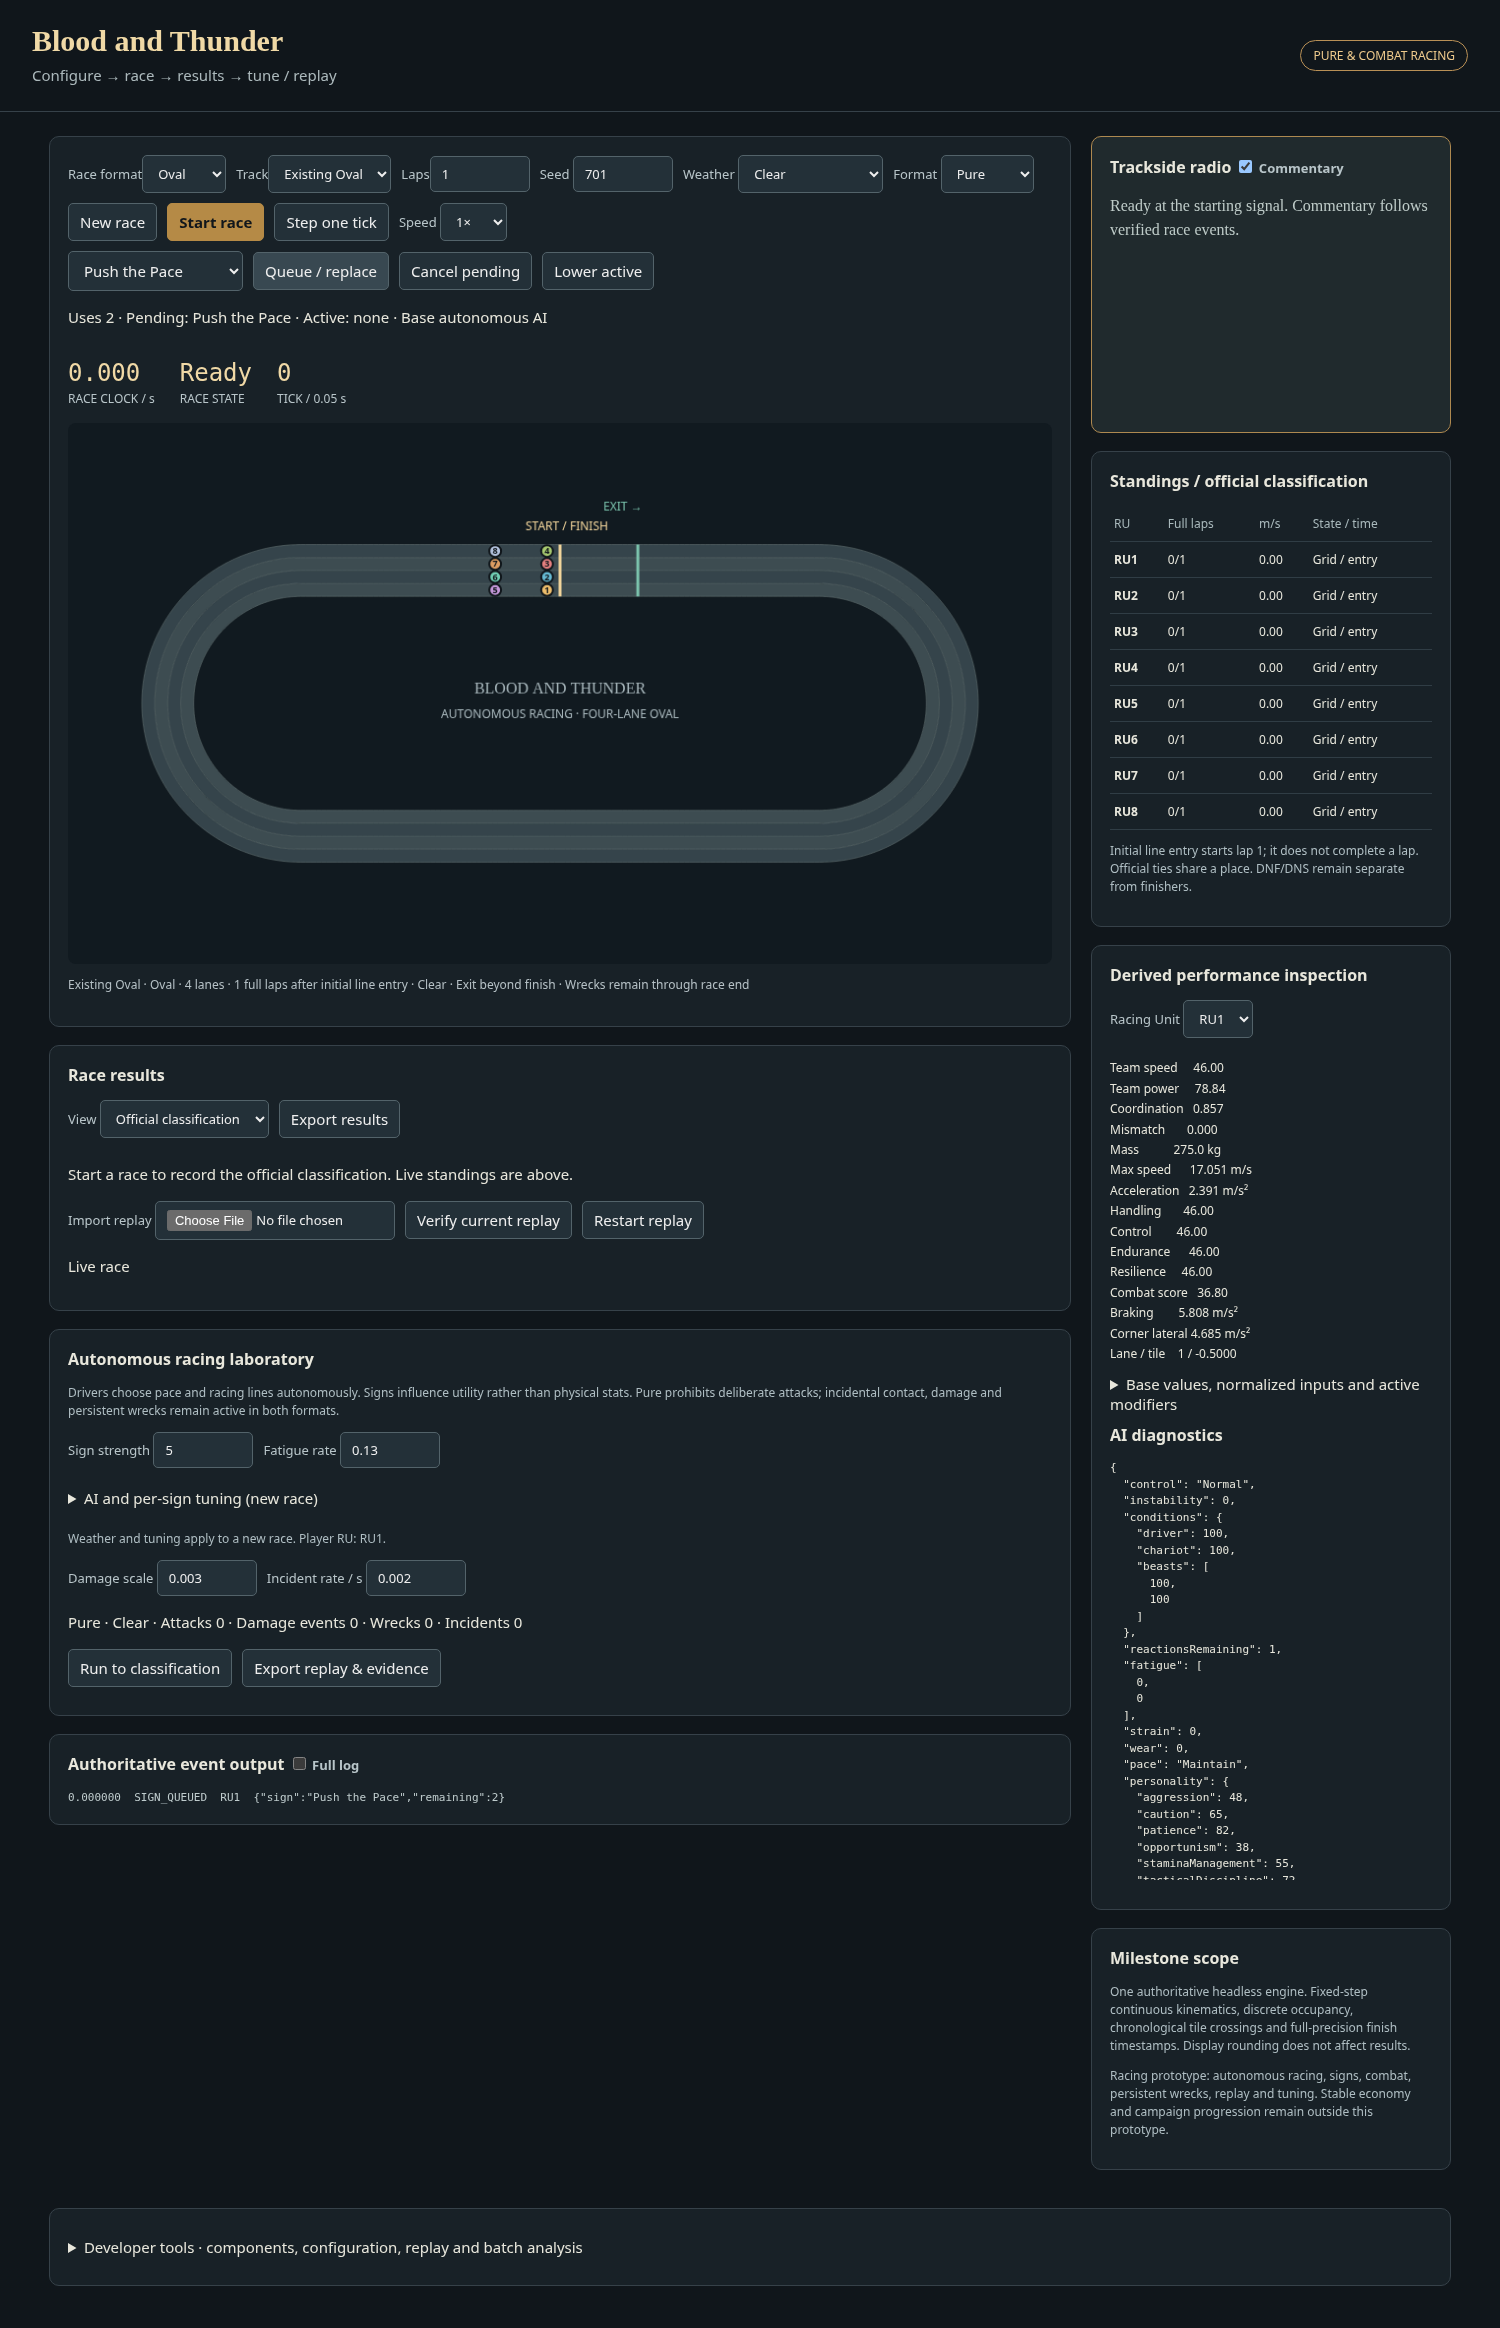 Blood and Thunder
Configure → race → results → tune / replay
PURE & COMBAT RACING
Race format Oval Track Existing Oval Laps 1 Seed 701 Weather Clear Format Pure
New race Start race Step one tick Speed 1×
Push the Pace Queue / replace Cancel pending Lower active
Uses 2 · Pending: Push the Pace · Active: none · Base autonomous AI
0.000 Ready 0
RACE CLOCK / s RACE STATE TICK / 0.05 s
EXIT →
START / FINISH
8 4
7 3
6 2
5 1
BLOOD AND THUNDER
AUTONOMOUS RACING · FOUR-LANE OVAL
Existing Oval · Oval · 4 lanes · 1 full laps after initial line entry · Clear · Exit beyond finish · Wrecks remain through race end
Race results
View Official classification Export results
Start a race to record the official classification. Live standings are above.
Import replay Choose File No file chosen Verify current replay Restart replay
Live race
Autonomous racing laboratory
Drivers choose pace and racing lines autonomously. Signs influence utility rather than physical stats. Pure prohibits deliberate attacks; incidental contact, damage and
persistent wrecks remain active in both formats.
Sign strength 5 Fatigue rate 0.13
▶ AI and per-sign tuning (new race)
Weather and tuning apply to a new race. Player RU: RU1.
Damage scale 0.003 Incident rate / s 0.002
Pure · Clear · Attacks 0 · Damage events 0 · Wrecks 0 · Incidents 0
Run to classification Export replay & evidence
Authoritative event output Full log
0.000000 SIGN_QUEUED RU1 {"sign":"Push the Pace","remaining":2}
Trackside radio Commentary
Ready at the starting signal. Commentary follows
verified race events.
Standings / official classification
RU Full laps m/s State / time
RU1 0/1 0.00 Grid / entry
RU2 0/1 0.00 Grid / entry
RU3 0/1 0.00 Grid / entry
RU4 0/1 0.00 Grid / entry
RU5 0/1 0.00 Grid / entry
RU6 0/1 0.00 Grid / entry
RU7 0/1 0.00 Grid / entry
RU8 0/1 0.00 Grid / entry
Initial line entry starts lap 1; it does not complete a lap.
Official ties share a place. DNF/DNS remain separate
from finishers.
Derived performance inspection
Racing Unit RU1
Team speed 46.00
Team power 78.84
Coordination 0.857
Mismatch 0.000
Mass 275.0 kg
Max speed 17.051 m/s
Acceleration 2.391 m/s²
Handling 46.00
Control 46.00
Endurance 46.00
Resilience 46.00
Combat score 36.80
Braking 5.808 m/s²
Corner lateral 4.685 m/s²
Lane / tile 1 / -0.5000
▶ Base values, normalized inputs and active
modifiers
AI diagnostics
{
"control": "Normal",
"instability": 0,
"conditions": {
"driver": 100,
"chariot": 100,
"beasts": [
100,
100
]
},
"reactionsRemaining": 1,
"fatigue": [
0,
0
],
"strain": 0,
"wear": 0,
"pace": "Maintain",
"personality": {
"aggression": 48,
"caution": 65,
"patience": 82,
"opportunism": 38,
"staminaManagement": 55,
"tacticalDiscipline": 72
Milestone scope
One authoritative headless engine. Fixed-step
continuous kinematics, discrete occupancy,
chronological tile crossings and full-precision finish
timestamps. Display rounding does not affect results.
Racing prototype: autonomous racing, signs, combat,
persistent wrecks, replay and tuning. Stable economy
and campaign progression remain outside this
prototype.
▶ Developer tools · components, configuration, replay and batch analysis